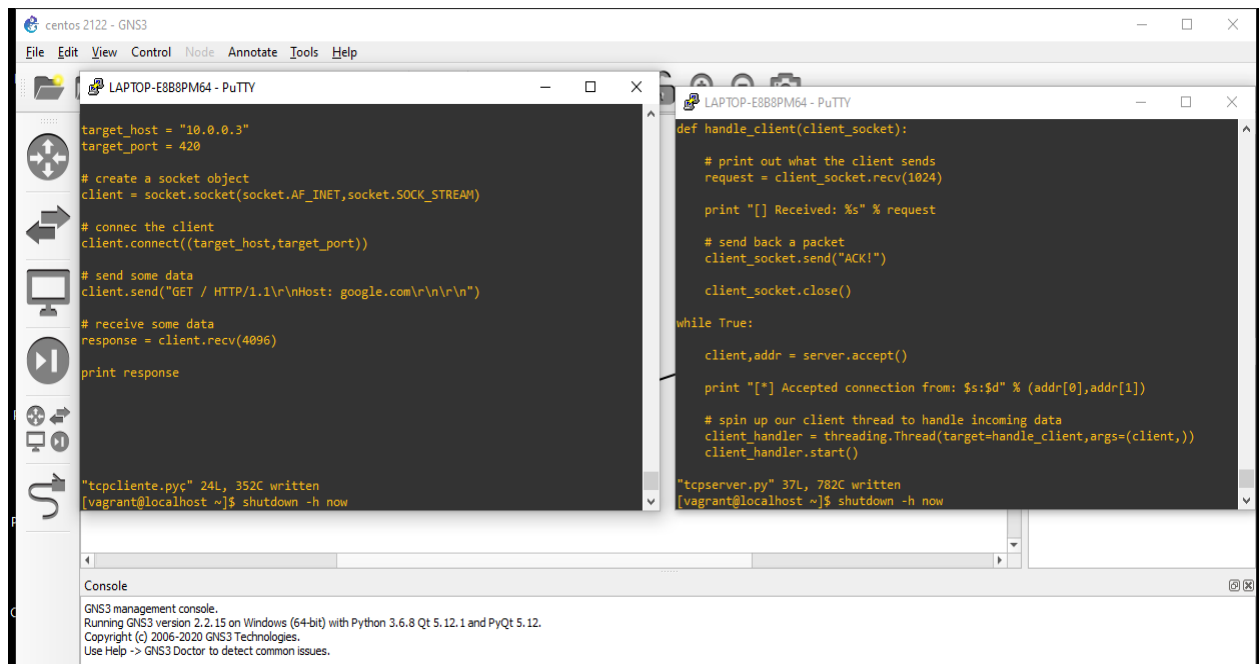 centos 2122 - GNS3
File Edit View Control Node Annotate Tools Help
LAPTOP-E8B8PM64 - PuTTY
target_host = "10.0.0.3"
target_port = 420
# create a socket object
client = socket.socket(socket.AF_INET,socket.SOCK_STREAM)
# connec the client
client.connect((target_host,target_port))
# send some data
client.send("GET / HTTP/1.1\r\nHost: google.com\r\n\r\n")
# receive some data
response = client.recv(4096)
print response
"tcpcliente.pyç" 24L, 352C written
[vagrant@localhost ~]$ shutdown -h now
LAPTOP-E8B8PM64 - PuTTY
def handle_client(client_socket):
# print out what the client sends
request = client_socket.recv(1024)
print "[] Received: %s" % request
# send back a packet
client_socket.send("ACK!")
client_socket.close()
while True:
client,addr = server.accept()
print "[*] Accepted connection from: $s:$d" % (addr[0],addr[1])
# spin up our client thread to handle incoming data
client_handler = threading.Thread(target=handle_client,args=(client,))
client_handler.start()
"tcpserver.py" 37L, 782C written
[vagrant@localhost ~]$ shutdown -h now
Console
GNS3 management console.
Running GNS3 version 2.2.15 on Windows (64-bit) with Python 3.6.8 Qt 5.12.1 and PyQt 5.12.
Copyright (c) 2006-2020 GNS3 Technologies.
Use Help -> GNS3 Doctor to detect common issues.